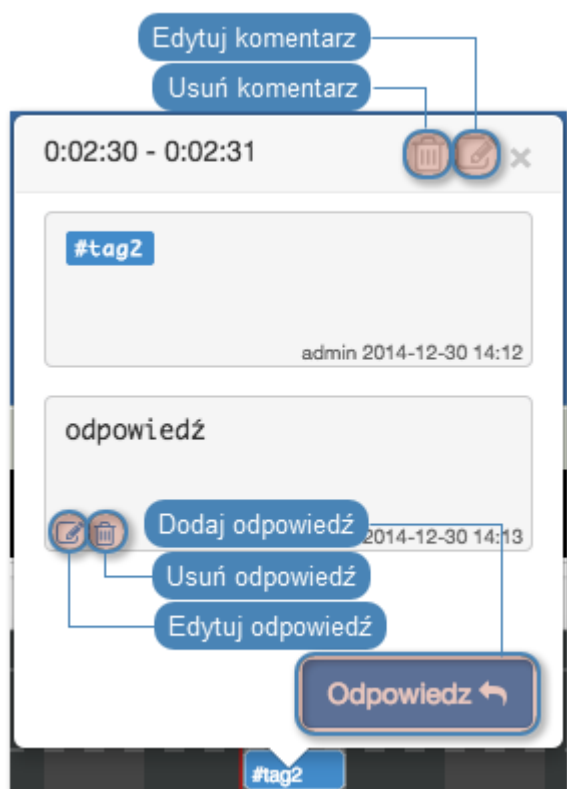 Edytuj komentarz
Usuń komentarz
0:02:30 - 0:02:31
#tag2
admin 2014-12-30 14:12
odpowiedź
Dodaj odpowiedź
2014-12-30 14:13
Usuń odpowiedź
Edytuj odpowiedź
Odpowiedz
#tag2